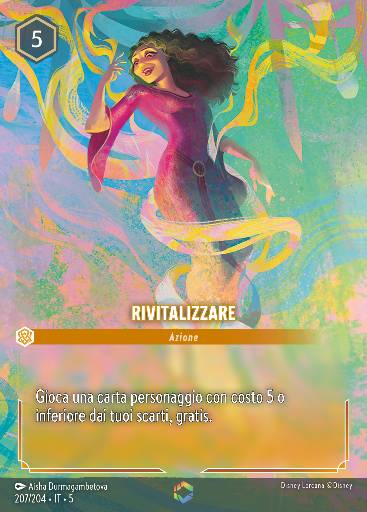 5
RIVITALIZZARE
Azione
Gioca una carta personaggio con costo 5 o
inferiore dai tuoi scarti, gratis.
Aisha Durmagambetova
207/204 • IT • 5
Disney Lorcana ©Disney